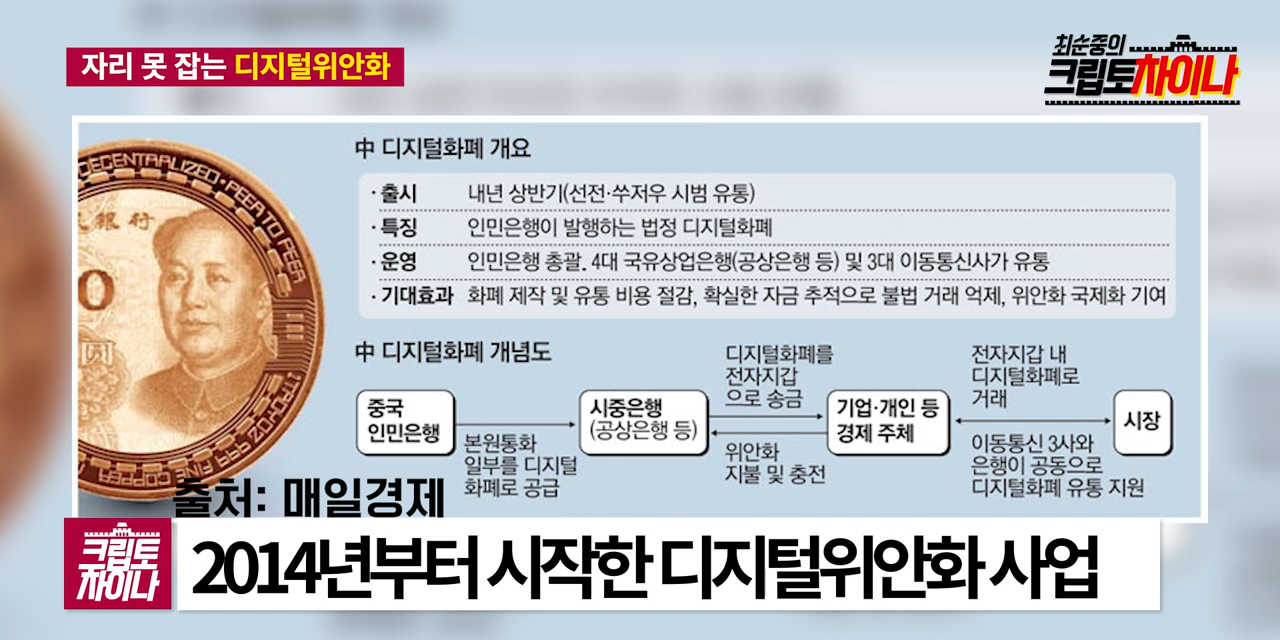 자리 못 잡는 디지털위안화
최순중의
크립토차이나
DECENTRALIZED · PEER TO PEER
銀行
0
圓
1 TROY OZ .999 FINE COPPER
中 디지털화폐 개요
· 출시 내년 상반기(선전·쑤저우 시범 유통)
· 특징 인민은행이 발행하는 법정 디지털화폐
· 운영 인민은행 총괄. 4대 국유상업은행(공상은행 등) 및 3대 이동통신사가 유통
· 기대효과 화폐 제작 및 유통 비용 절감, 확실한 자금 추적으로 불법 거래 억제, 위안화 국제화 기여
中 디지털화폐 개념도
중국
인민은행
본원통화
일부를 디지털
화폐로 공급
시중은행
(공상은행 등)
디지털화폐를
전자지갑
으로 송금
위안화
지불 및 충전
기업·개인 등
경제 주체
전자지갑 내
디지털화폐로
거래
이동통신 3사와
은행이 공동으로
디지털화폐 유통 지원
시장
출처: 매일경제
크립토
차이나
2014년부터 시작한 디지털위안화 사업